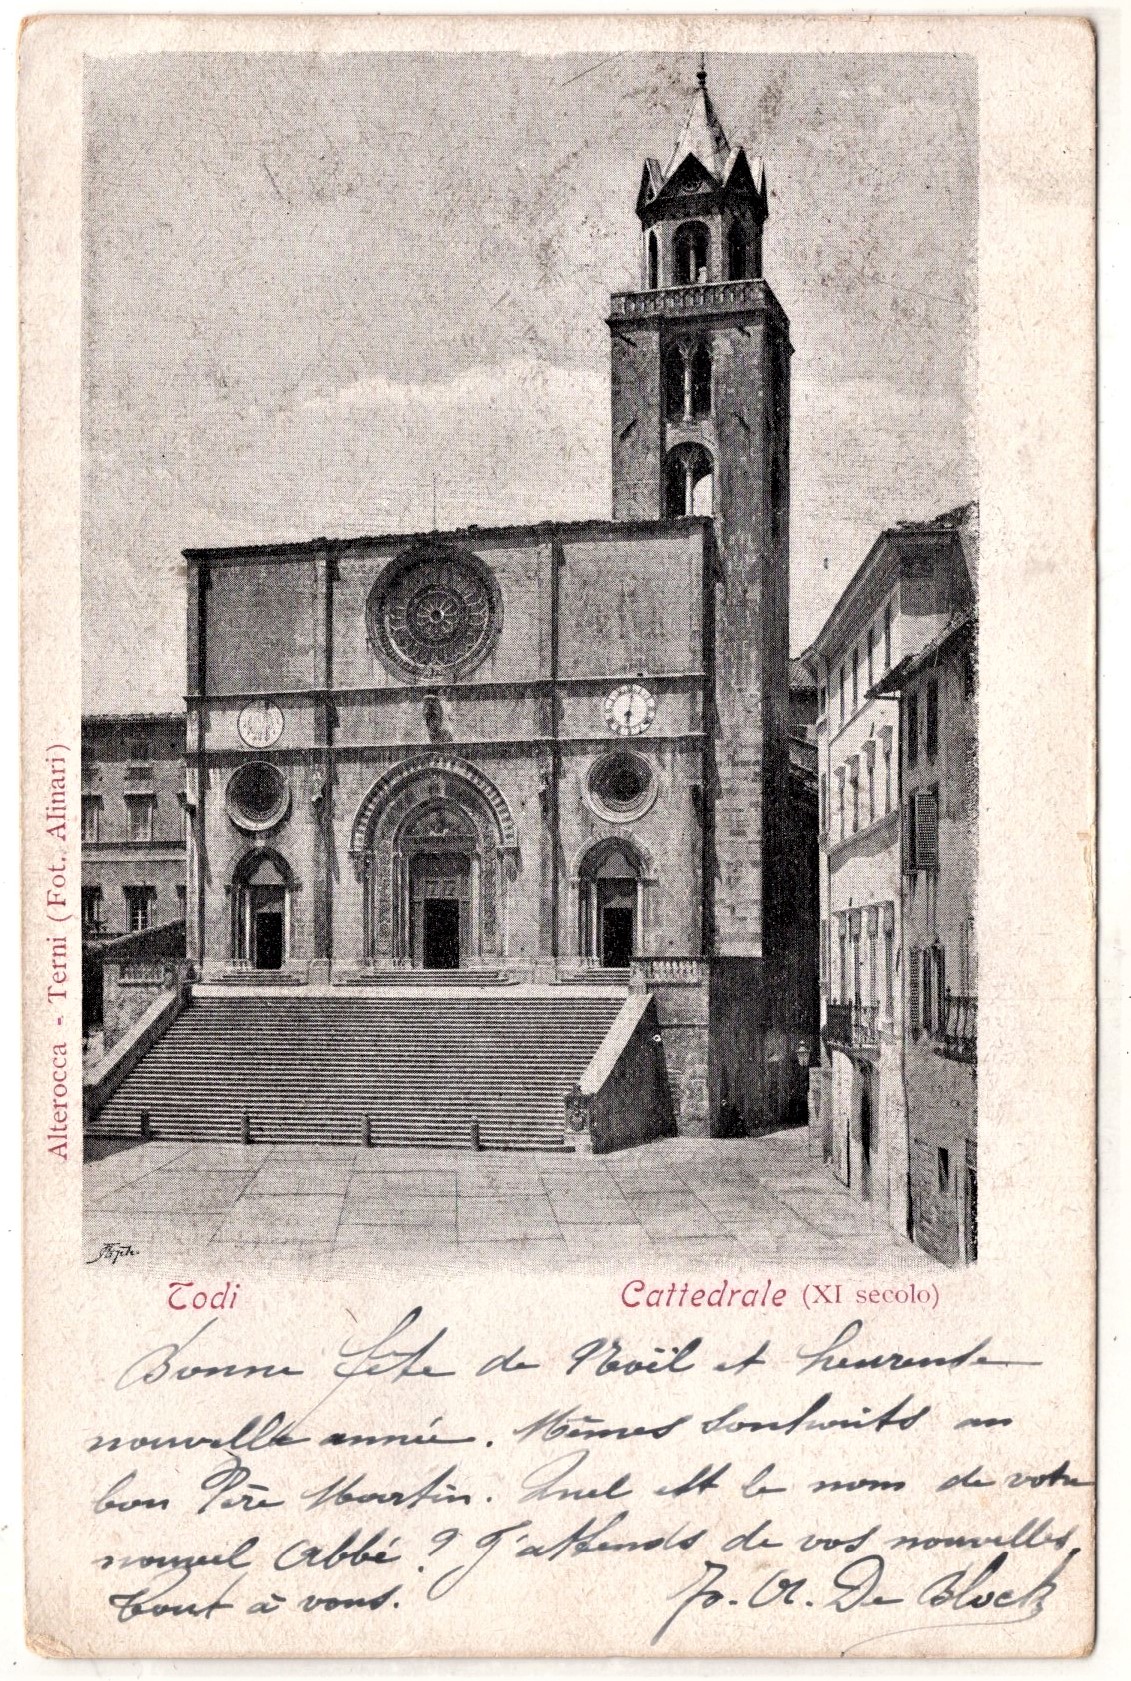 Alterocca - Terni (Fot. Alinari)
Todi
Cattedrale (XI secolo)
Bonne fête de Noël et heureuse
nouvelle année. Mêmes souhaits au
bon Père Martin. Quel est le nom de votre
nouvel Abbé? J'attends de vos nouvelles.
Tout à vous. De Block